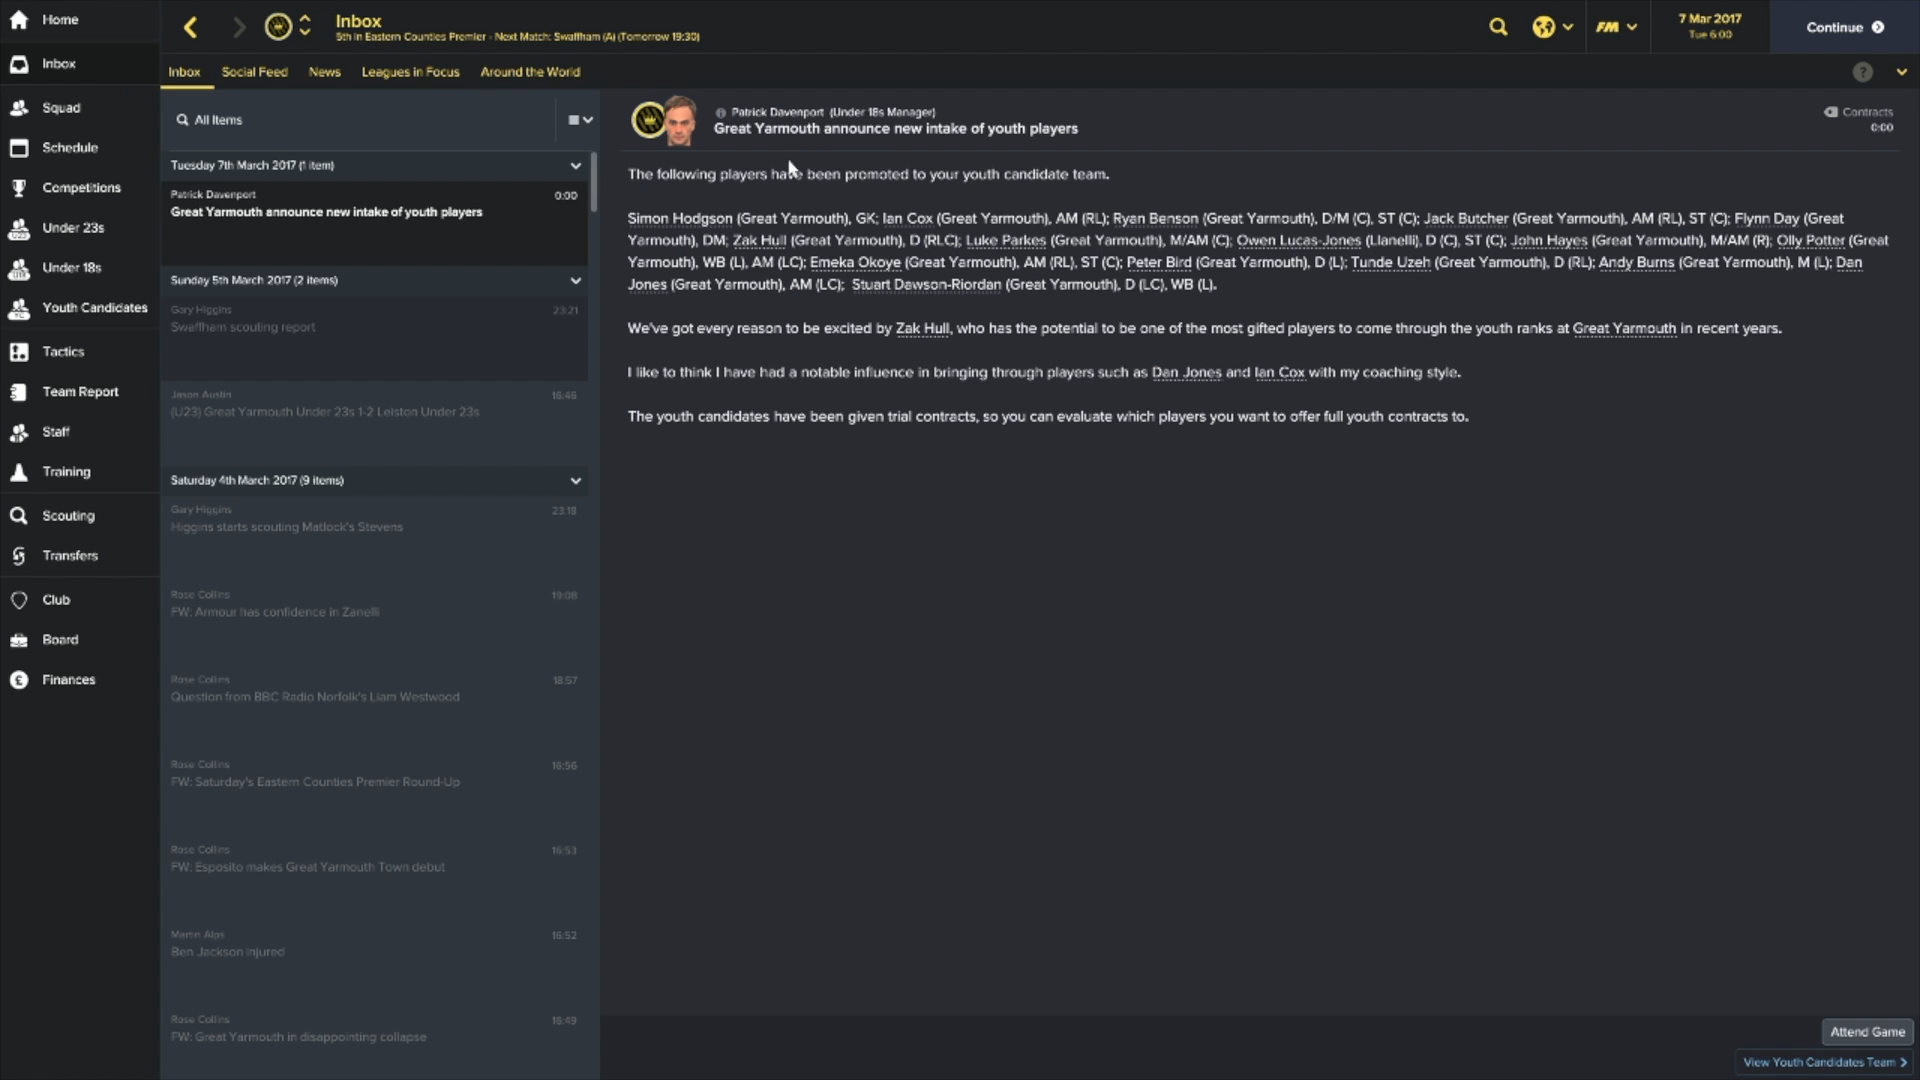 Home
Inbox
Squad
Schedule
Competitions
Under 23s
Under 18s
Youth Candidates
Tactics
Team Report
Staff
Training
Scouting
Transfers
Club
Board
Finances
Inbox
5th in Eastern Counties Premier - Next Match: Swaffham (A) (Tomorrow 19:30)
FM
7 Mar 2017
Tue 6:00
Continue
Inbox Social Feed News Leagues in Focus Around the World
?
All Items
Tuesday 7th March 2017 (1 item)
Patrick Davenport 0:00
Great Yarmouth announce new intake of youth players
Sunday 5th March 2017 (2 items)
Gary Higgins 23:21
Swaffham scouting report
Jason Austin 16:46
(U23) Great Yarmouth Under 23s 1-2 Leiston Under 23s
Saturday 4th March 2017 (9 items)
Gary Higgins 23:18
Higgins starts scouting Matlock's Stevens
Rose Collins 19:08
FW: Armour has confidence in Zanelli
Rose Collins 18:57
Question from BBC Radio Norfolk's Liam Westwood
Rose Collins 16:56
FW: Saturday's Eastern Counties Premier Round-Up
Rose Collins 16:53
FW: Esposito makes Great Yarmouth Town debut
Martin Alps 16:52
Ben Jackson injured
Rose Collins 16:49
FW: Great Yarmouth in disappointing collapse
Patrick Davenport (Under 18s Manager)
Great Yarmouth announce new intake of youth players
Contracts
0:00
The following players have been promoted to your youth candidate team.
Simon Hodgson (Great Yarmouth), GK; Ian Cox (Great Yarmouth), AM (RL); Ryan Benson (Great Yarmouth), D/M (C), ST (C); Jack Butcher (Great Yarmouth), AM (RL), ST (C); Flynn Day (Great
Yarmouth), DM; Zak Hull (Great Yarmouth), D (RLC); Luke Parkes (Great Yarmouth), M/AM (C); Owen Lucas-Jones (Llanelli), D (C), ST (C); John Hayes (Great Yarmouth), M/AM (R); Olly Potter (Great
Yarmouth), WB (L), AM (LC); Emeka Okoye (Great Yarmouth), AM (RL), ST (C); Peter Bird (Great Yarmouth), D (L); Tunde Uzeh (Great Yarmouth), D (RL); Andy Burns (Great Yarmouth), M (L); Dan
Jones (Great Yarmouth), AM (LC); Stuart Dawson-Riordan (Great Yarmouth), D (LC), WB (L).
We've got every reason to be excited by Zak Hull, who has the potential to be one of the most gifted players to come through the youth ranks at Great Yarmouth in recent years.
I like to think I have had a notable influence in bringing through players such as Dan Jones and Ian Cox with my coaching style.
The youth candidates have been given trial contracts, so you can evaluate which players you want to offer full youth contracts to.
Attend Game
View Youth Candidates Team >